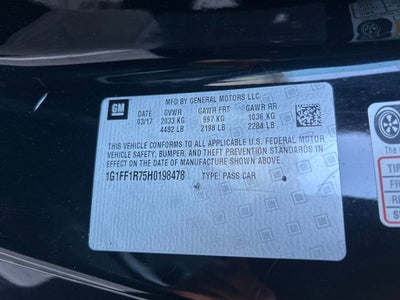 GM
MFD BY GENERAL MOTORS LLC
DATE GVWR GAWR FRT GAWR RR
03/17 2033 KG 997 KG 1036 KG
4482 LB 2198 LB 2284 LB
THIS VEHICLE CONFORMS TO ALL APPLICABLE U.S. FEDERAL MOTOR
VEHICLE SAFETY, BUMPER, AND THEFT PREVENTION STANDARDS IN
EFFECT ON THE DATE OF MANUFACTURE SHOWN ABOVE.
1G1FF1R75H0198478 TYPE: PASS CAR